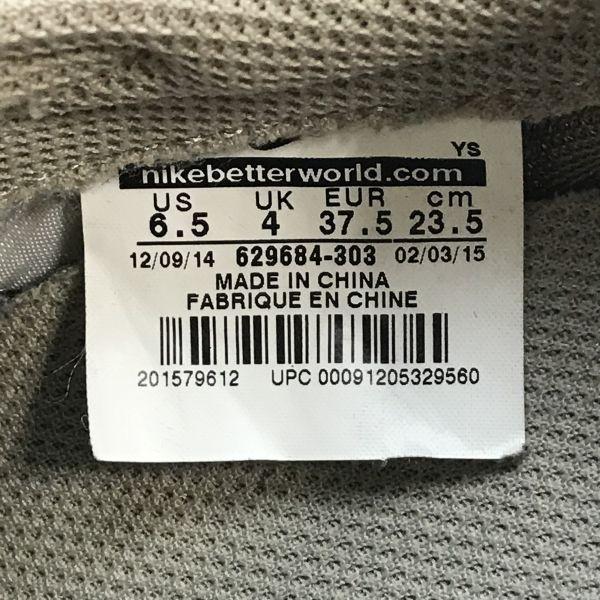 YS
nikebetterworld.com
US UK EUR cm
6.5 4 37.5 23.5
12/09/14 629684-303 02/03/15
MADE IN CHINA
FABRIQUE EN CHINE
201579612 UPC 00091205329560